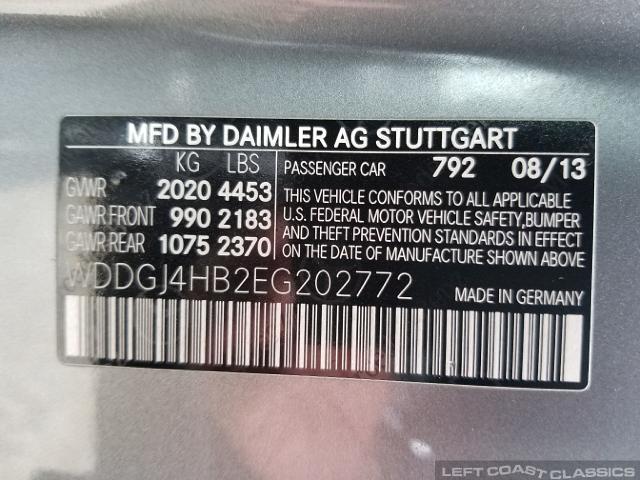 MFD BY DAIMLER AG STUTTGART
KG LBS PASSENGER CAR 792 08/13
GVWR 2020 4453 THIS VEHICLE CONFORMS TO ALL APPLICABLE
GAWR FRONT 990 2183 U.S. FEDERAL MOTOR VEHICLE SAFETY,BUMPER
GAWR REAR 1075 2370 AND THEFT PREVENTION STANDARDS IN EFFECT
ON THE DATE OF MANUFACTURE SHOWN ABOVE.
WDDGJ4HB2EG202772 MADE IN GERMANY
LEFT COAST CLASSICS